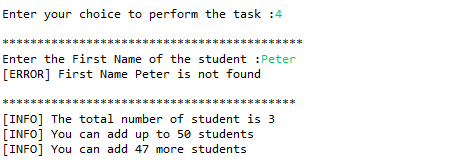 Enter your choice to perform the task :4
*******************************************
Enter the First Name of the student :Peter
[ERROR] First Name Peter is not found
******************************************
[INFO] The total number of student is 3
[INFO] You can add up to 50 students
[INFO] You can add 47 more students